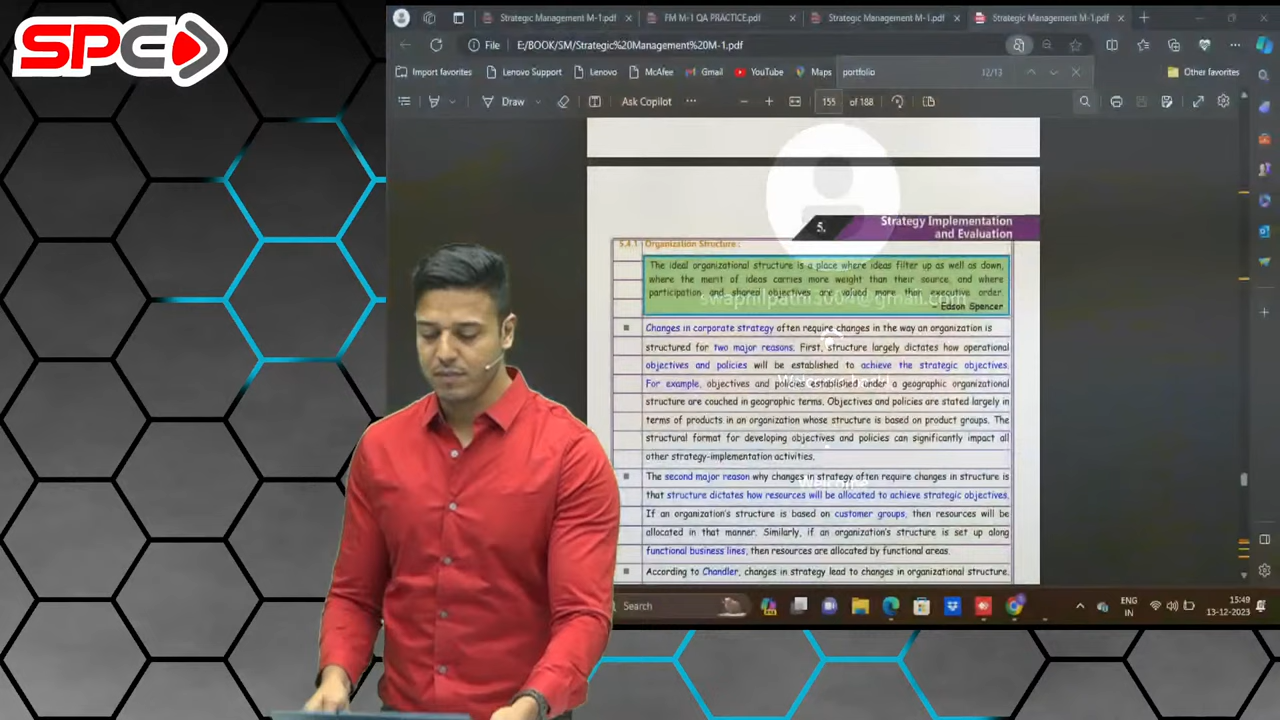 SPC
Strategic Management M-1.pdf
FM M-1 QA PRACTICE.pdf
Strategic Management M-1.pdf
Strategic Management M-1.pdf
File
E:/BOOK/SM/Strategic%20Management%20M-1.pdf
Import favorites
Lenovo Support
Lenovo
McAfee
Gmail
YouTube
Maps
portfolio
12/13
Other favorites
Draw
Ask Copilot
155
of 188
5.
Strategy Implementation
and Evaluation
5.4.1 Organization Structure :
The ideal organizational structure is a place where ideas filter up as well as down,
where the merit of ideas carries more weight than their source, and where
participation and shared objectives are valued more than executive order.
– Edson Spencer
Changes in corporate strategy often require changes in the way an organization is
structured for two major reasons. First, structure largely dictates how operational
objectives and policies will be established to achieve the strategic objectives.
For example, objectives and policies established under a geographic organizational
structure are couched in geographic terms. Objectives and policies are stated largely in
terms of products in an organization whose structure is based on product groups. The
structural format for developing objectives and policies can significantly impact all
other strategy-implementation activities.
The second major reason why changes in strategy often require changes in structure is
that structure dictates how resources will be allocated to achieve strategic objectives.
If an organization's structure is based on customer groups, then resources will be
allocated in that manner. Similarly, if an organization's structure is set up along
functional business lines, then resources are allocated by functional areas.
According to Chandler, changes in strategy lead to changes in organizational structure.
Search
ENG
IN
15:49
13-12-2023